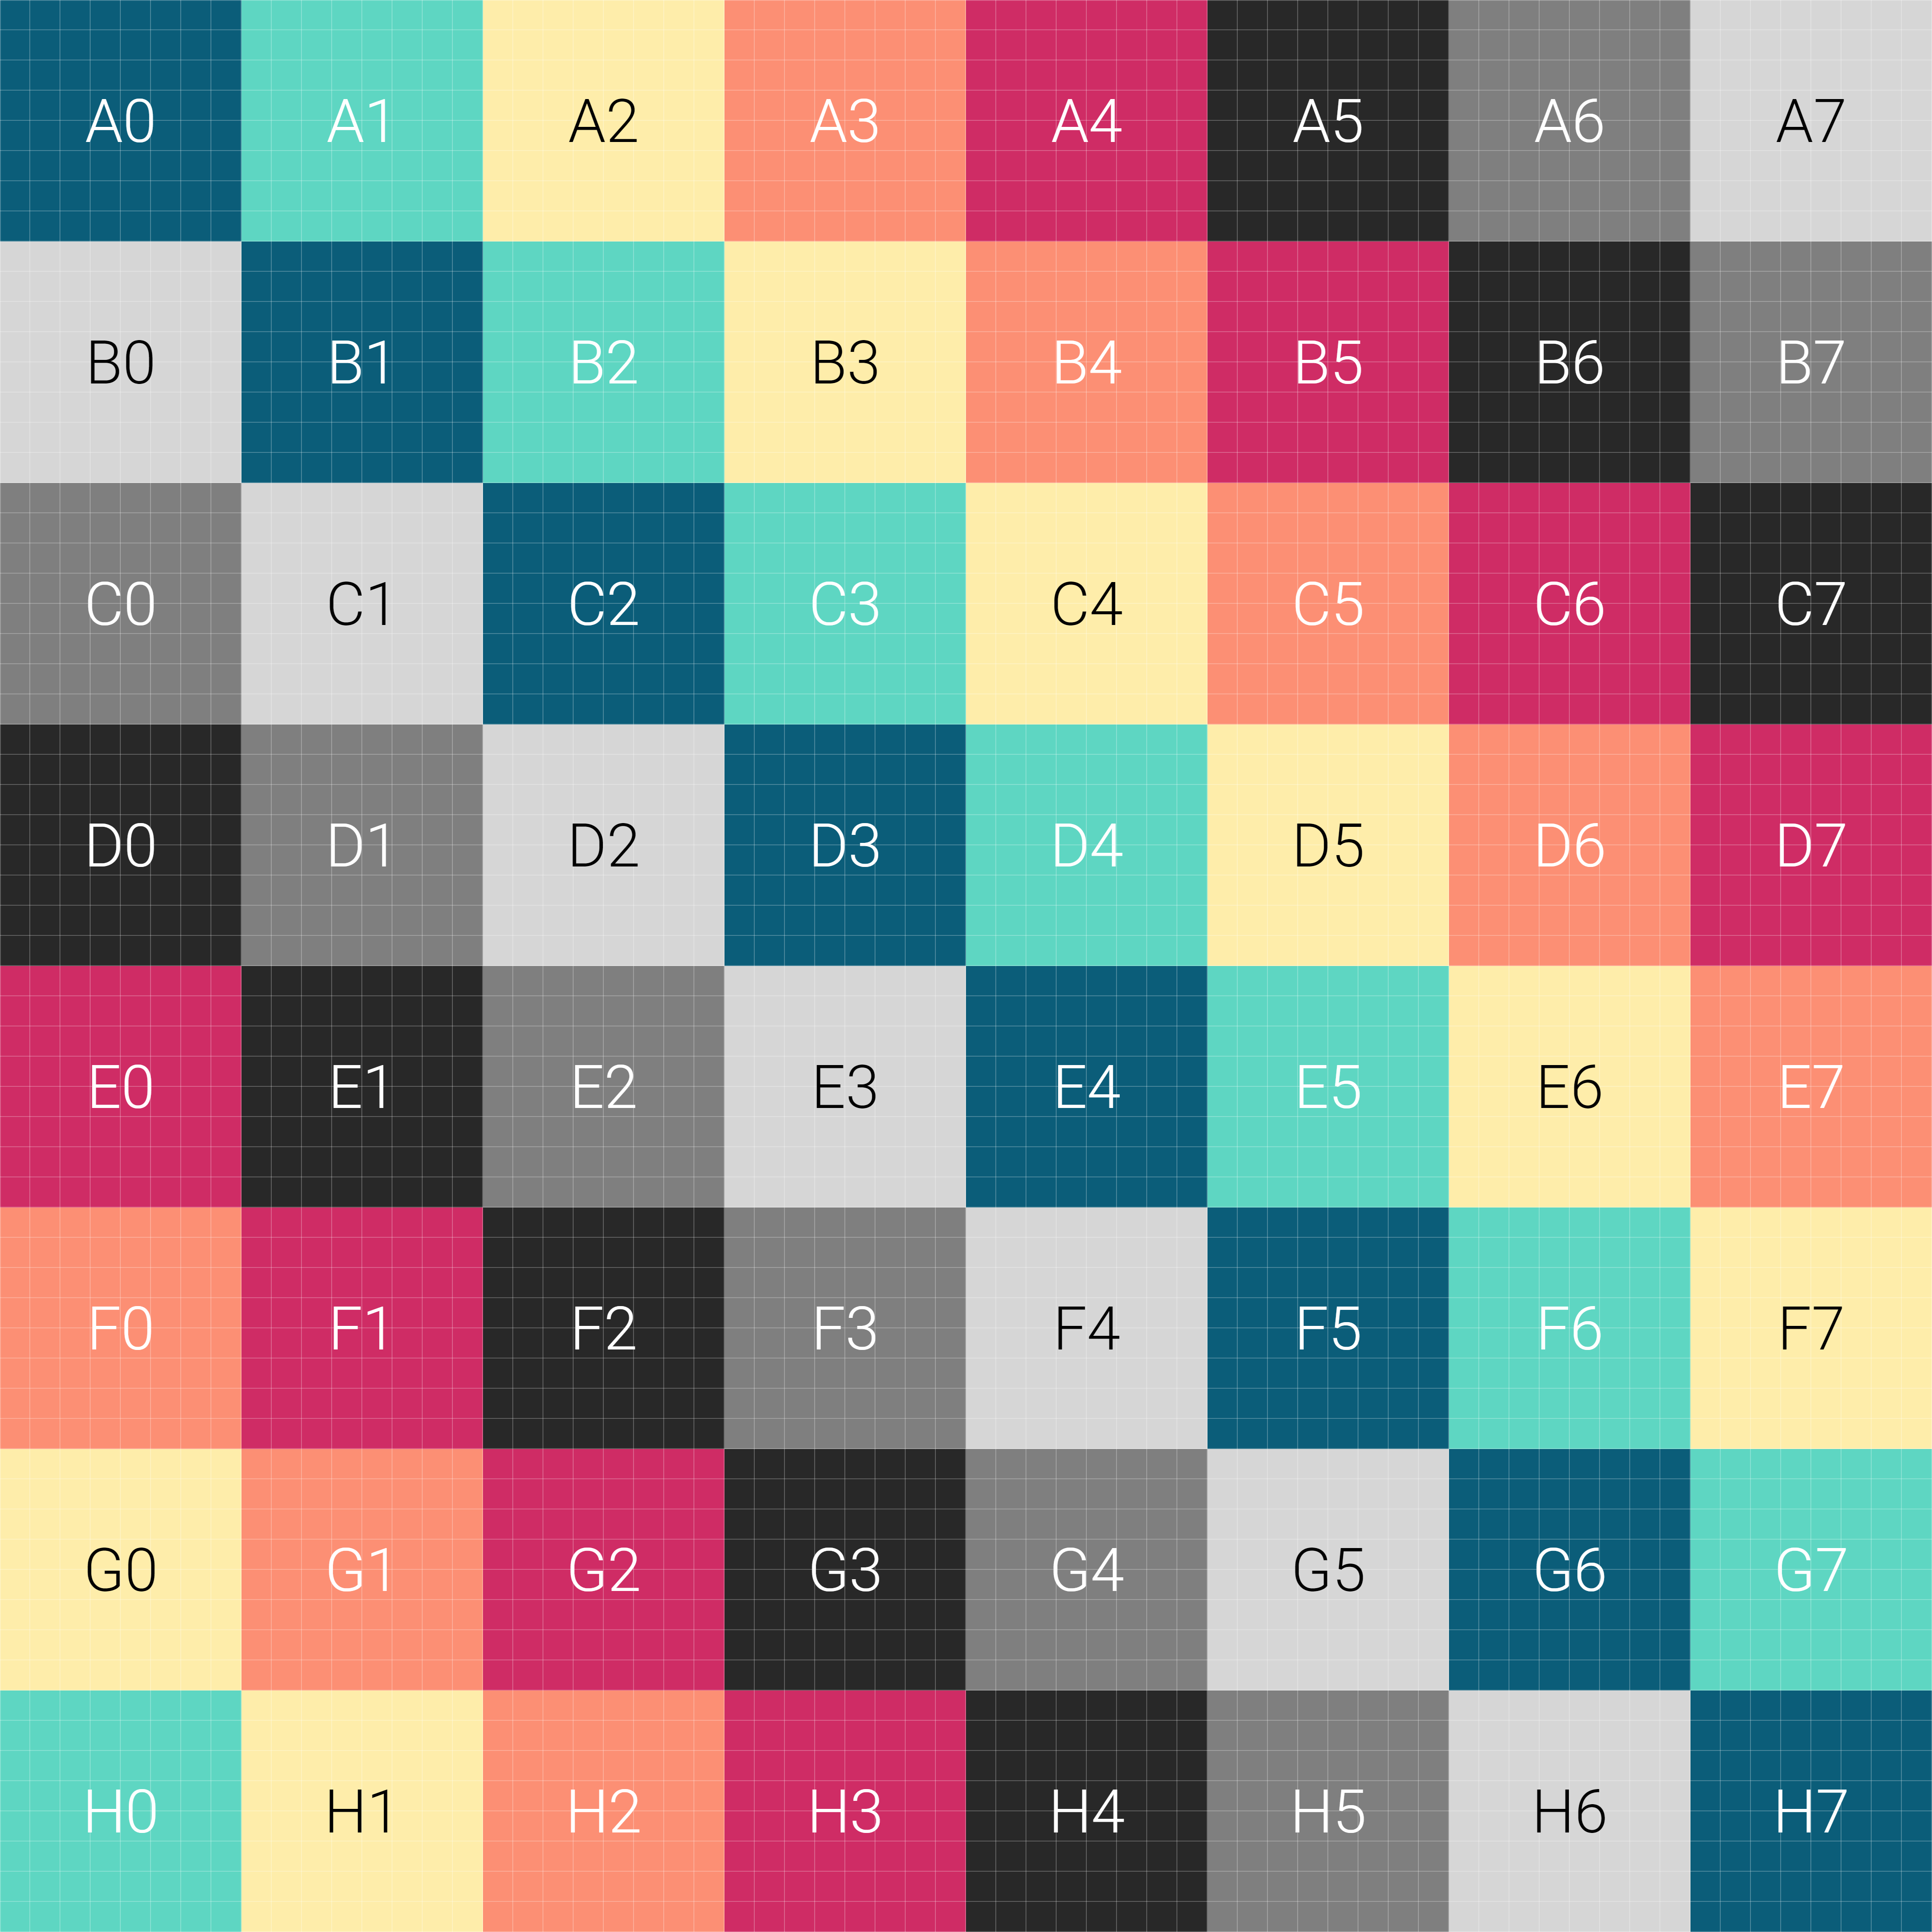 A0 A1 A2 A3 A4 A5 A6 A7
B0 B1 B2 B3 B4 B5 B6 B7
C0 C1 C2 C3 C4 C5 C6 C7
D0 D1 D2 D3 D4 D5 D6 D7
E0 E1 E2 E3 E4 E5 E6 E7
F0 F1 F2 F3 F4 F5 F6 F7
G0 G1 G2 G3 G4 G5 G6 G7
H0 H1 H2 H3 H4 H5 H6 H7